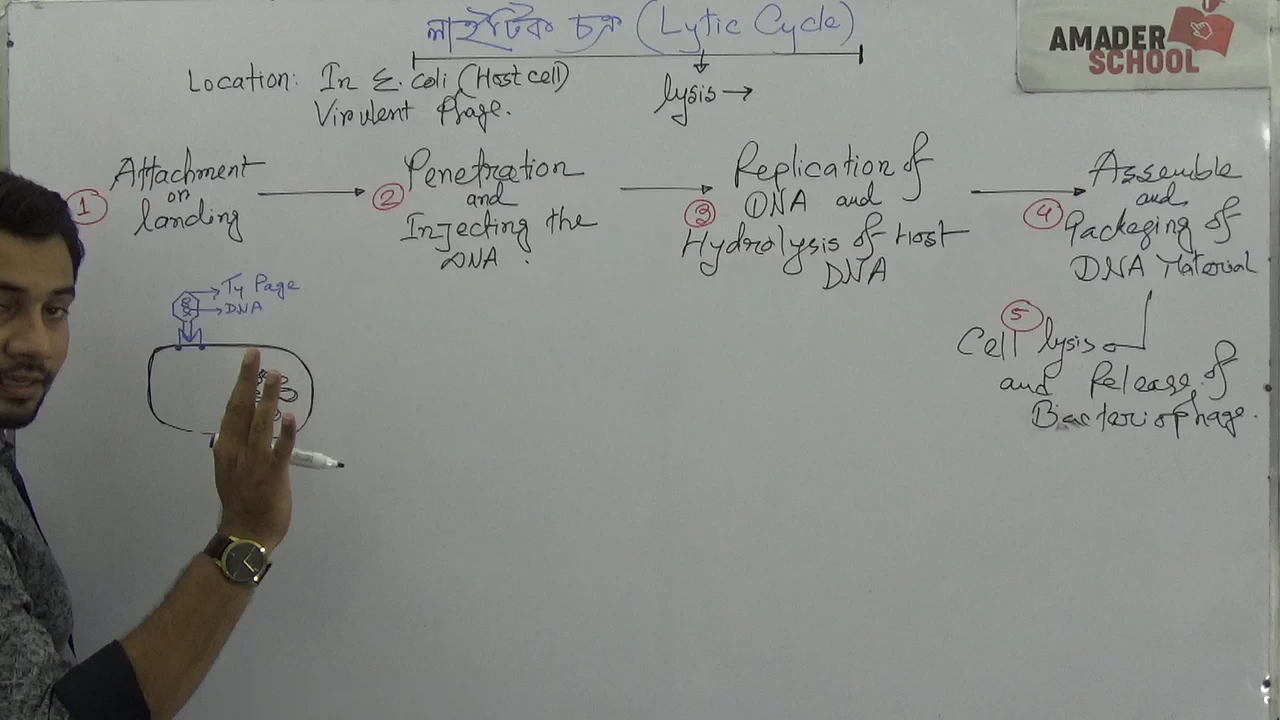 লাইটিক চক্র (Lytic Cycle)
AMADER
SCHOOL
Location: In E. coli (Host cell)
Virulent Phage.
lysis →
1
Attachment
on
landing
2
Penetration
and
Injecting the
DNA.
3
Replication of
DNA and
Hydrolysis of Host
DNA
4
Assemble
and
Packaging of
DNA Material
5
Cell lysis
and Release of
Bacteriophage.
T4 Page
DNA